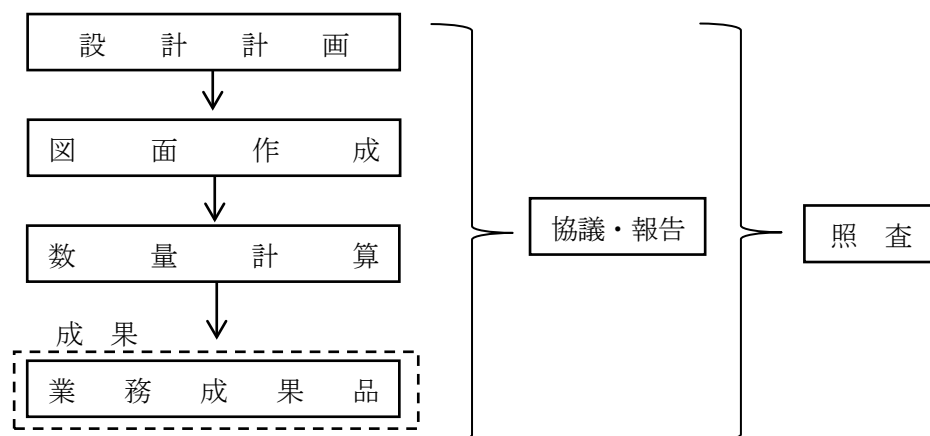 設計計画
図面作成
数量計算
成果
業務成果品
協議・報告
照査